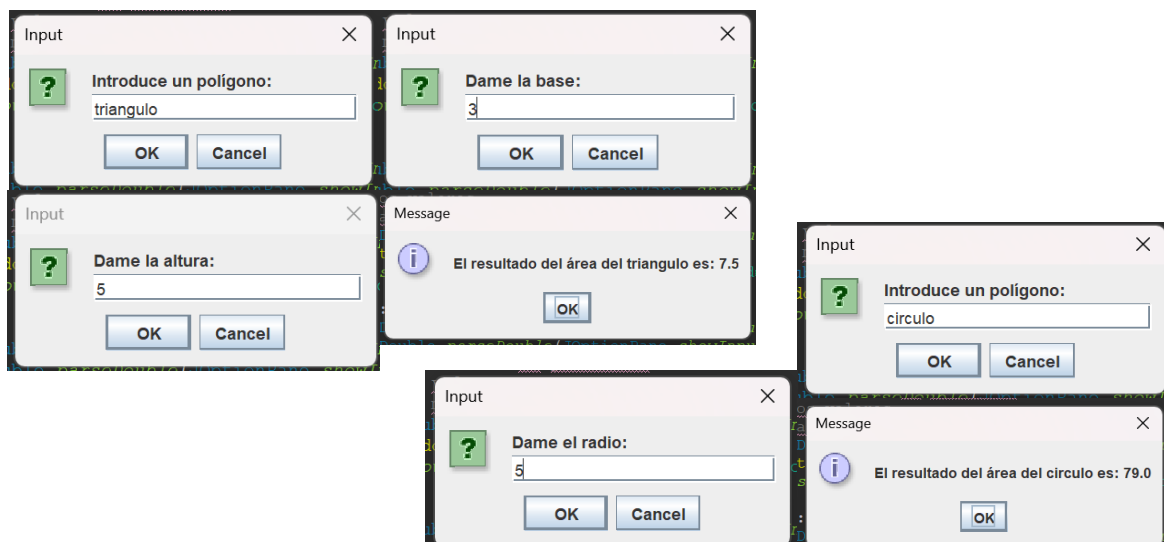 Input
Introduce un polígono:
triangulo
OK Cancel
Input
Dame la base:
3
OK Cancel
Input
Dame la altura:
5
OK Cancel
Message
El resultado del área del triangulo es: 7.5
OK
Input
Introduce un polígono:
circulo
OK Cancel
Input
Dame el radio:
5
OK Cancel
Message
El resultado del área del circulo es: 79.0
OK